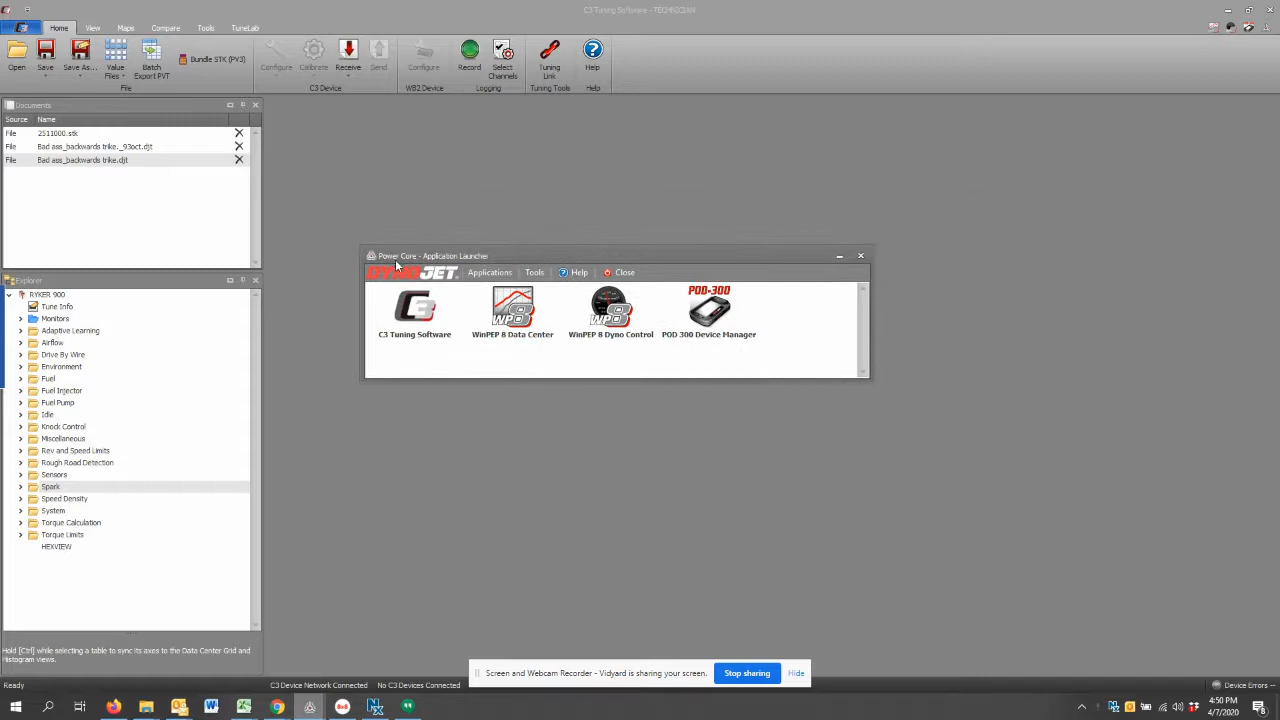 C3 Tuning Software - TECHNICIAN
Home View Maps Compare Tools TuneLab
Open Save Save As... Value Files Batch Export PVT Bundle STK (PV3) Configure Calibrate Receive Send Configure Record Select Channels Tuning Link Help
File C3 Device WB2 Device Logging Tuning Tools Help
Documents
Source Name
File 2511000.stk
File Bad ass_backwards trike._93oct.djt
File Bad ass_backwards trike.djt
Explorer
RYKER 900
Tune Info
Monitors
Adaptive Learning
Airflow
Drive By Wire
Environment
Fuel
Fuel Injector
Fuel Pump
Idle
Knock Control
Miscellaneous
Rev and Speed Limits
Rough Road Detection
Sensors
Spark
Speed Density
System
Torque Calculation
Torque Limits
HEXVIEW
Hold [Ctrl] while selecting a table to sync its axes to the Data Center Grid and
Histogram views.
Power Core - Application Launcher
DYNOJET Applications Tools Help Close
C3
WP8
WP8
POD-300
C3 Tuning Software WinPEP 8 Data Center WinPEP 8 Dyno Control POD 300 Device Manager
Screen and Webcam Recorder - Vidyard is sharing your screen. Stop sharing Hide
Ready C3 Device Network Connected No C3 Devices Connected Device Errors --
4:50 PM
4/7/2020